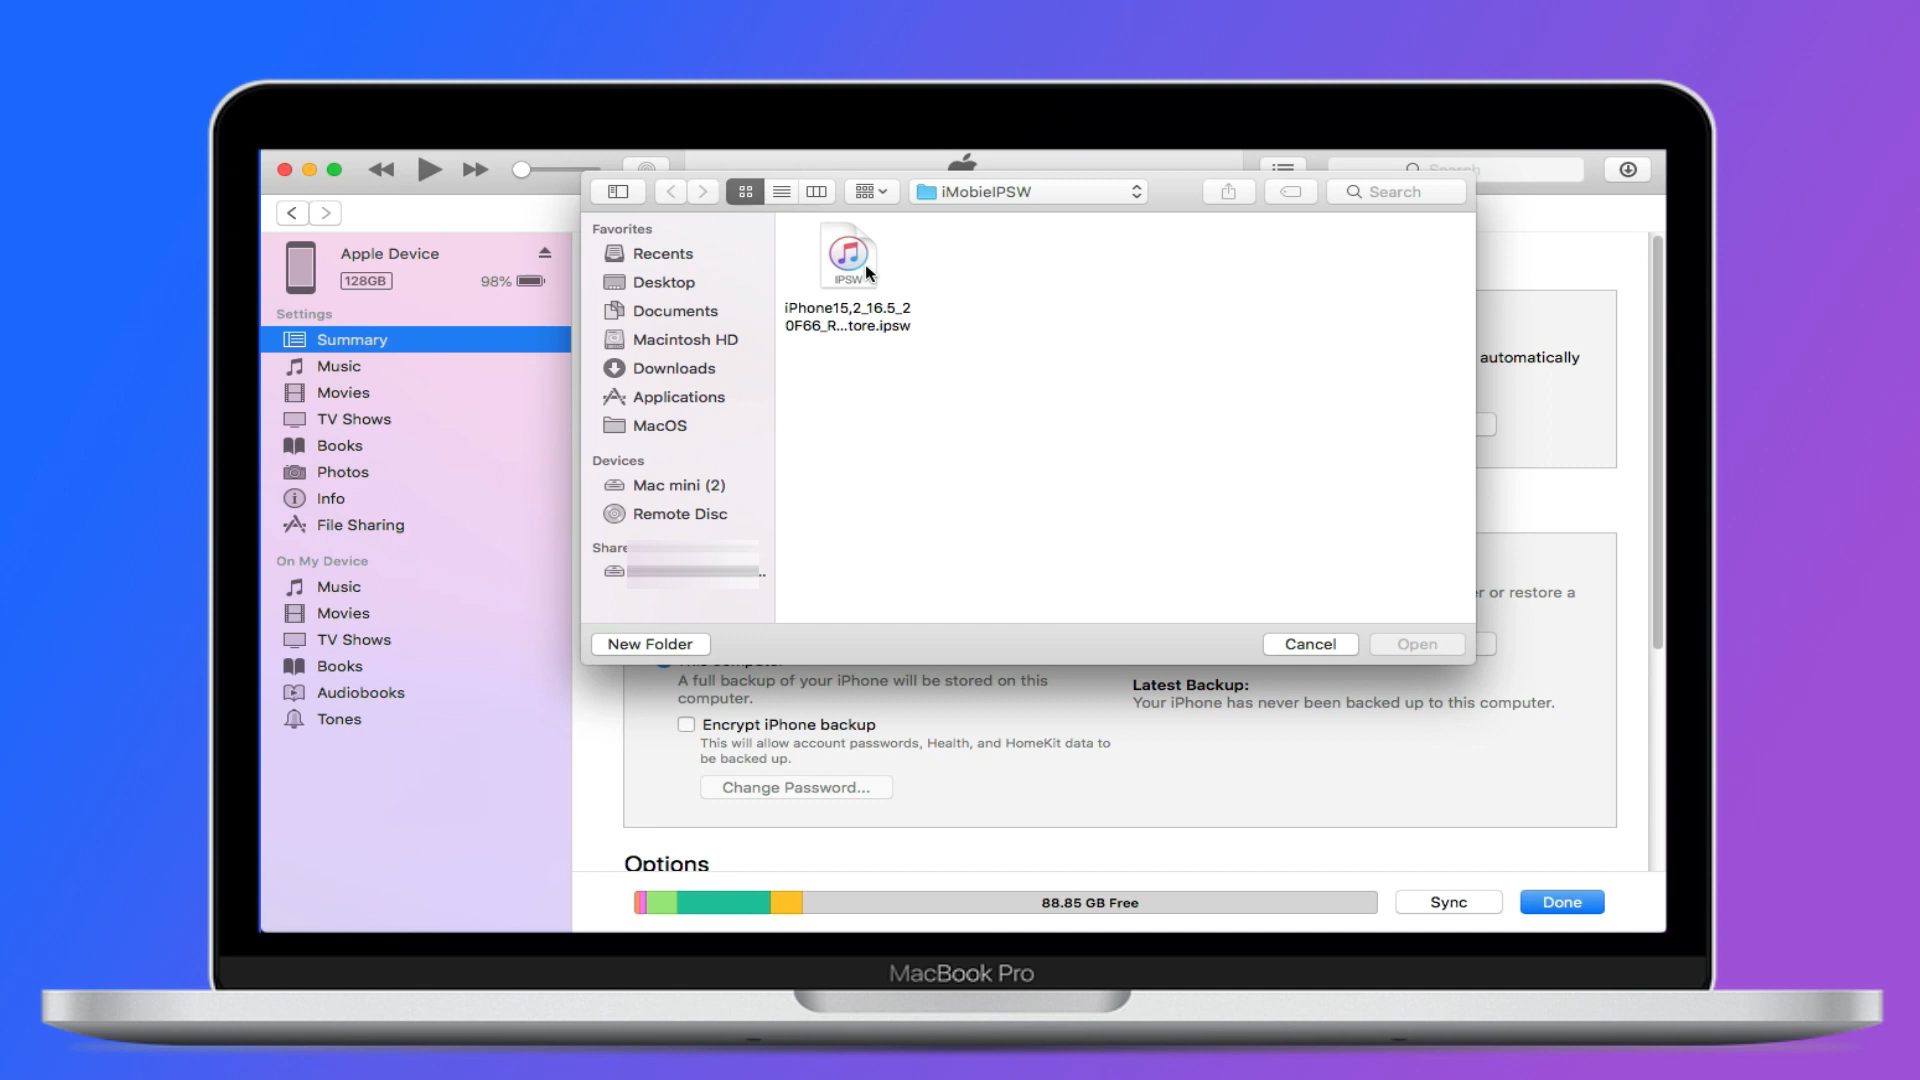 Search
iMobieIPSW
Search
Favorites
Recents
Desktop
Documents
Macintosh HD
Downloads
Applications
MacOS
Devices
Mac mini (2)
Remote Disc
Share
..
IPSW
iPhone15,2_16.5_2
0F66_R...tore.ipsw
New Folder
Cancel
Open
Apple Device
128GB
98%
Settings
Summary
Music
Movies
TV Shows
Books
Photos
Info
File Sharing
On My Device
Music
Movies
TV Shows
Books
Audiobooks
Tones
automatically
or restore a
A full backup of your iPhone will be stored on this
computer.
Encrypt iPhone backup
This will allow account passwords, Health, and HomeKit data to
be backed up.
Change Password...
Latest Backup:
Your iPhone has never been backed up to this computer.
Options
88.85 GB Free
Sync
Done
MacBook Pro